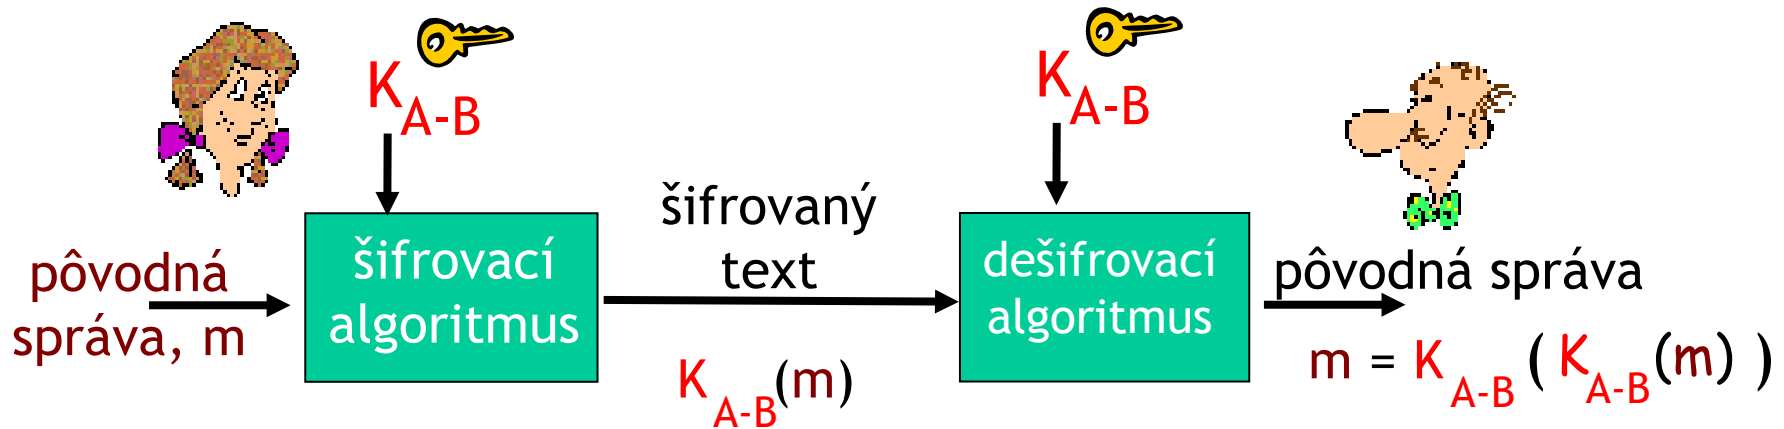 K A-B
K A-B
pôvodná
správa, m
šifrovací
algoritmus
šifrovaný
text
K A-B (m)
dešifrovací
algoritmus
pôvodná správa
m = K A-B ( K A-B (m) )